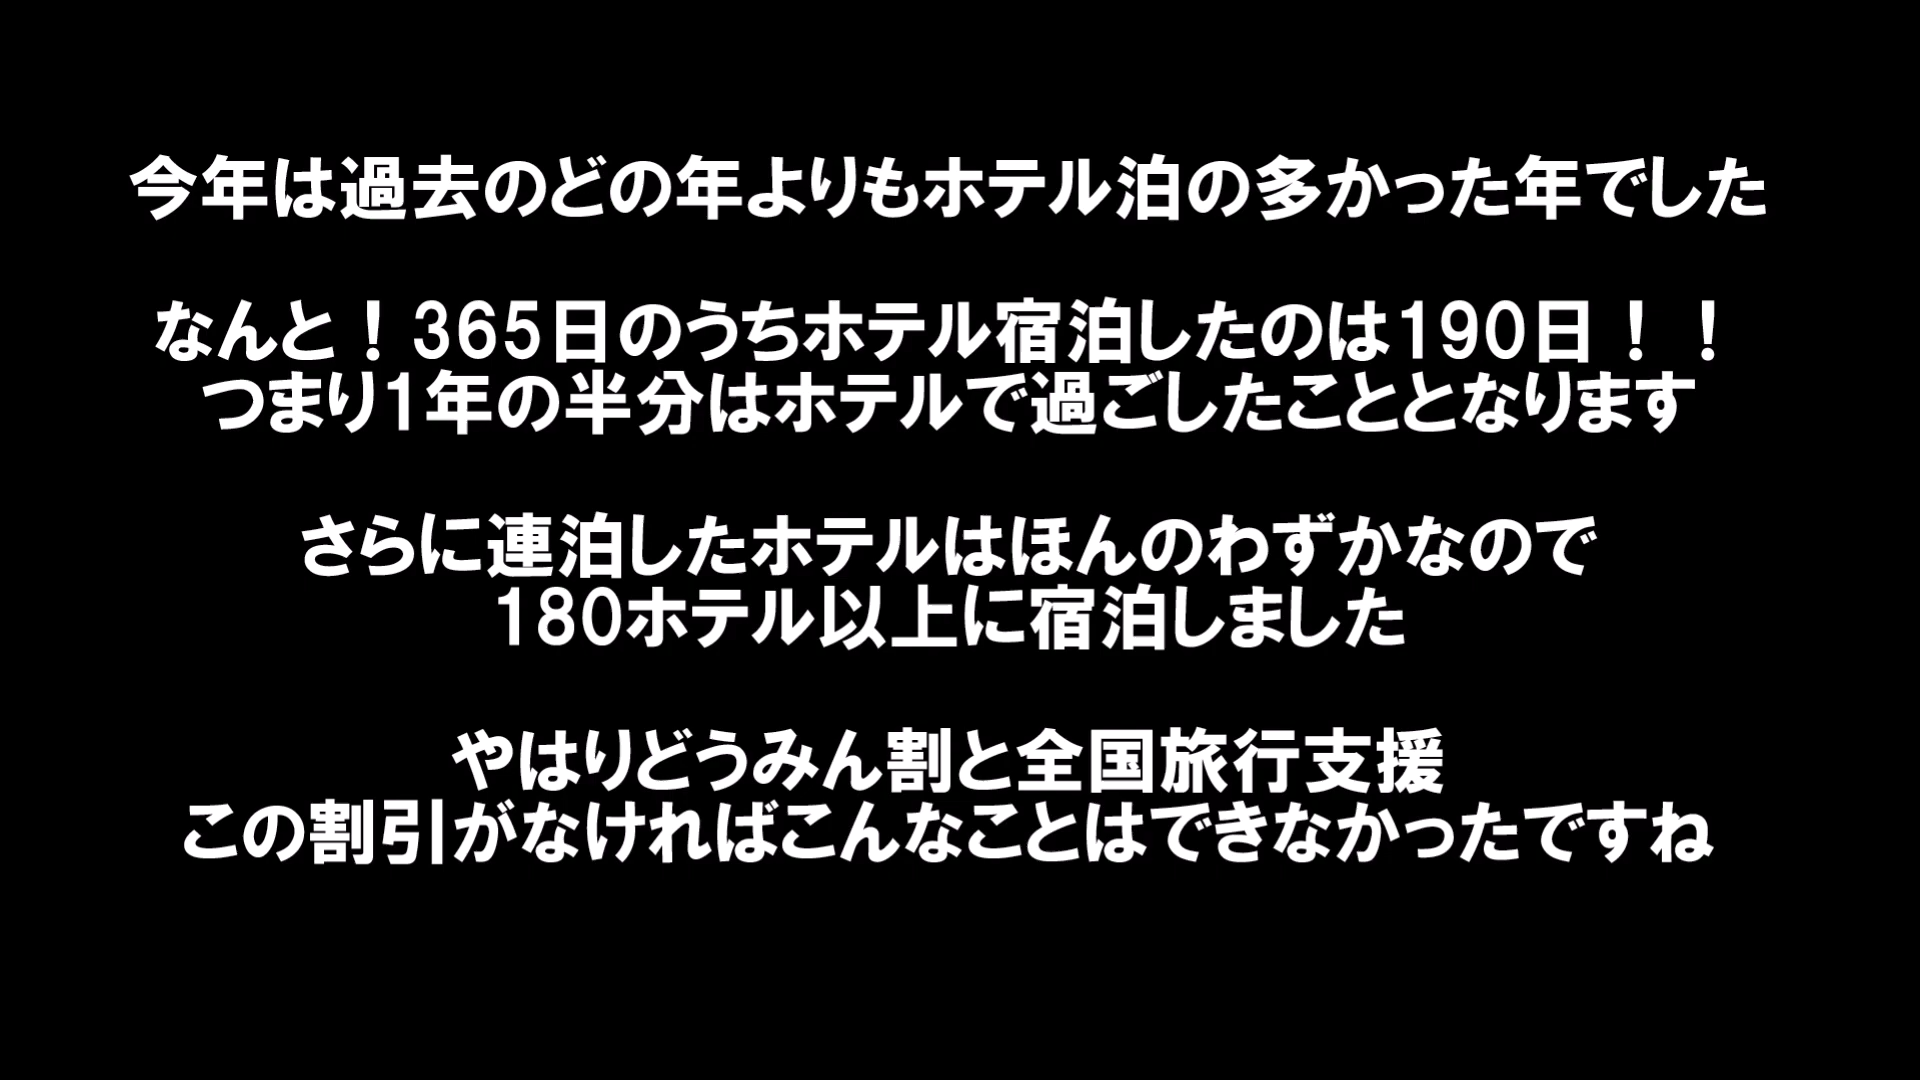 今年は過去のどの年よりもホテル泊の多かった年でした
なんと！365日のうちホテル宿泊したのは190日！！
つまり1年の半分はホテルで過ごしたこととなります
さらに連泊したホテルはほんのわずかなので
180ホテル以上に宿泊しました
やはりどうみん割と全国旅行支援
この割引がなければこんなことはできなかったですね